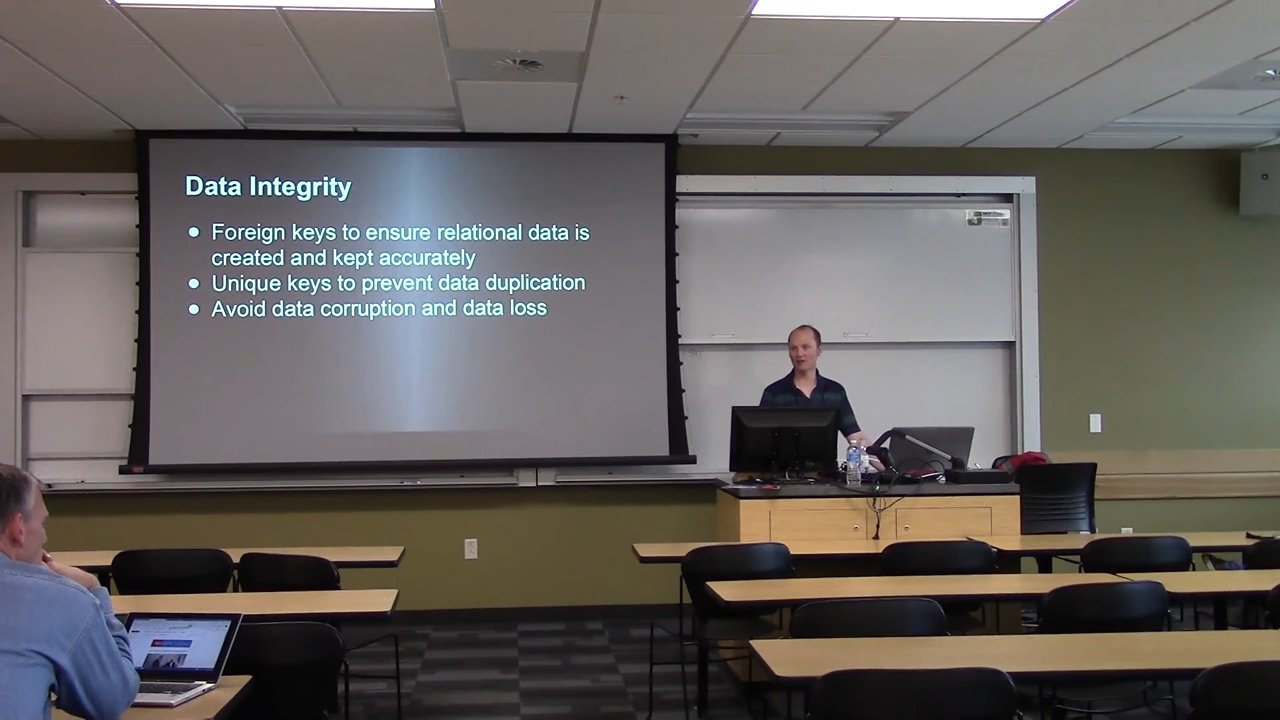 Data Integrity
● Foreign keys to ensure relational data is
created and kept accurately
● Unique keys to prevent data duplication
● Avoid data corruption and data loss